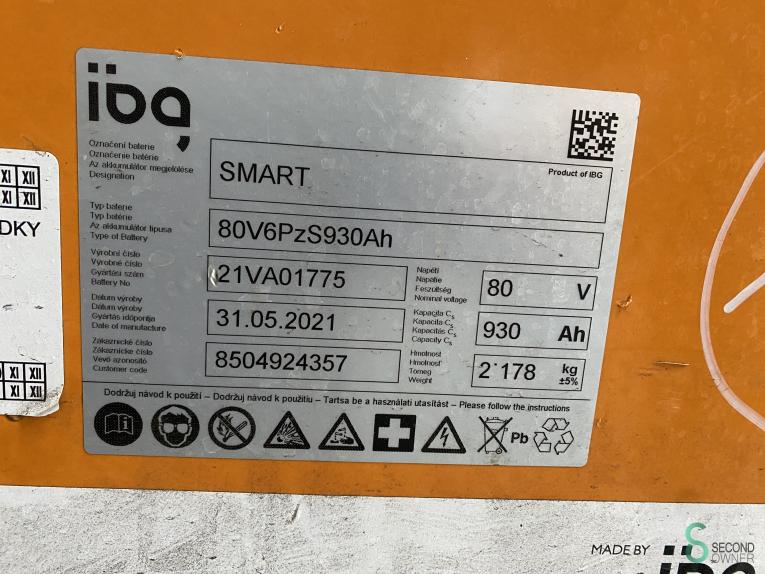 ibg
Označení baterie
Označenie batérie
Az akkumulátor megjelölése
Designation
SMART
Product of IBG
Typ baterie
Typ batérie
Az akkumulátor típusa
Type of Battery
80V6PzS930Ah
Výrobní číslo
Výrobné číslo
Gyártási szám
Battery No
21VA01775
Napětí
Napätie
Feszültség
Nominal voltage
80 V
Datum výroby
Dátum výroby
Gyártás időpontja
Date of manufacture
31.05.2021
Kapacita C5
Kapacita C5
Kapacitás C5
Capacity C5
930 Ah
Zákaznické číslo
Zákaznícke číslo
Vevő azonosító
Customer code
8504924357
Hmotnost
Hmotnosť
Tömeg
Weight
2 178 kg
±5%
Dodržuj návod k použití – Dodržuj návod k použitiu – Tartsa be a használati utasítást – Please follow the instructions
Pb
XI XII
XI XII
DKY
XI XII
XI XII
MADE BY
ibg
S SECOND
OWNER